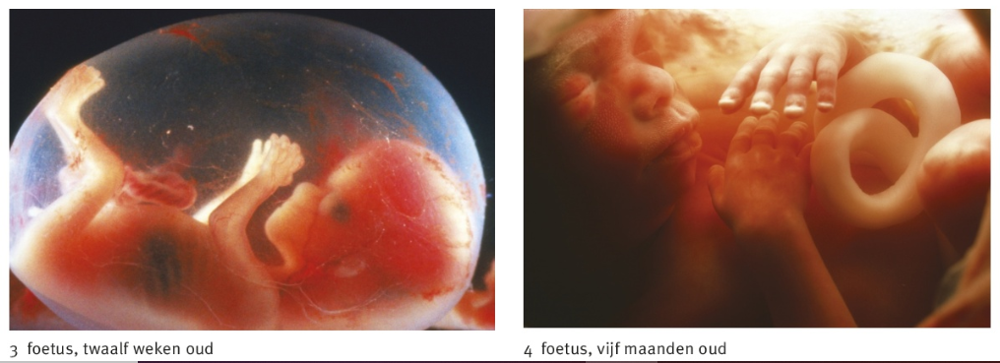 3 foetus, twaalf weken oud
4 foetus, vijf maanden oud